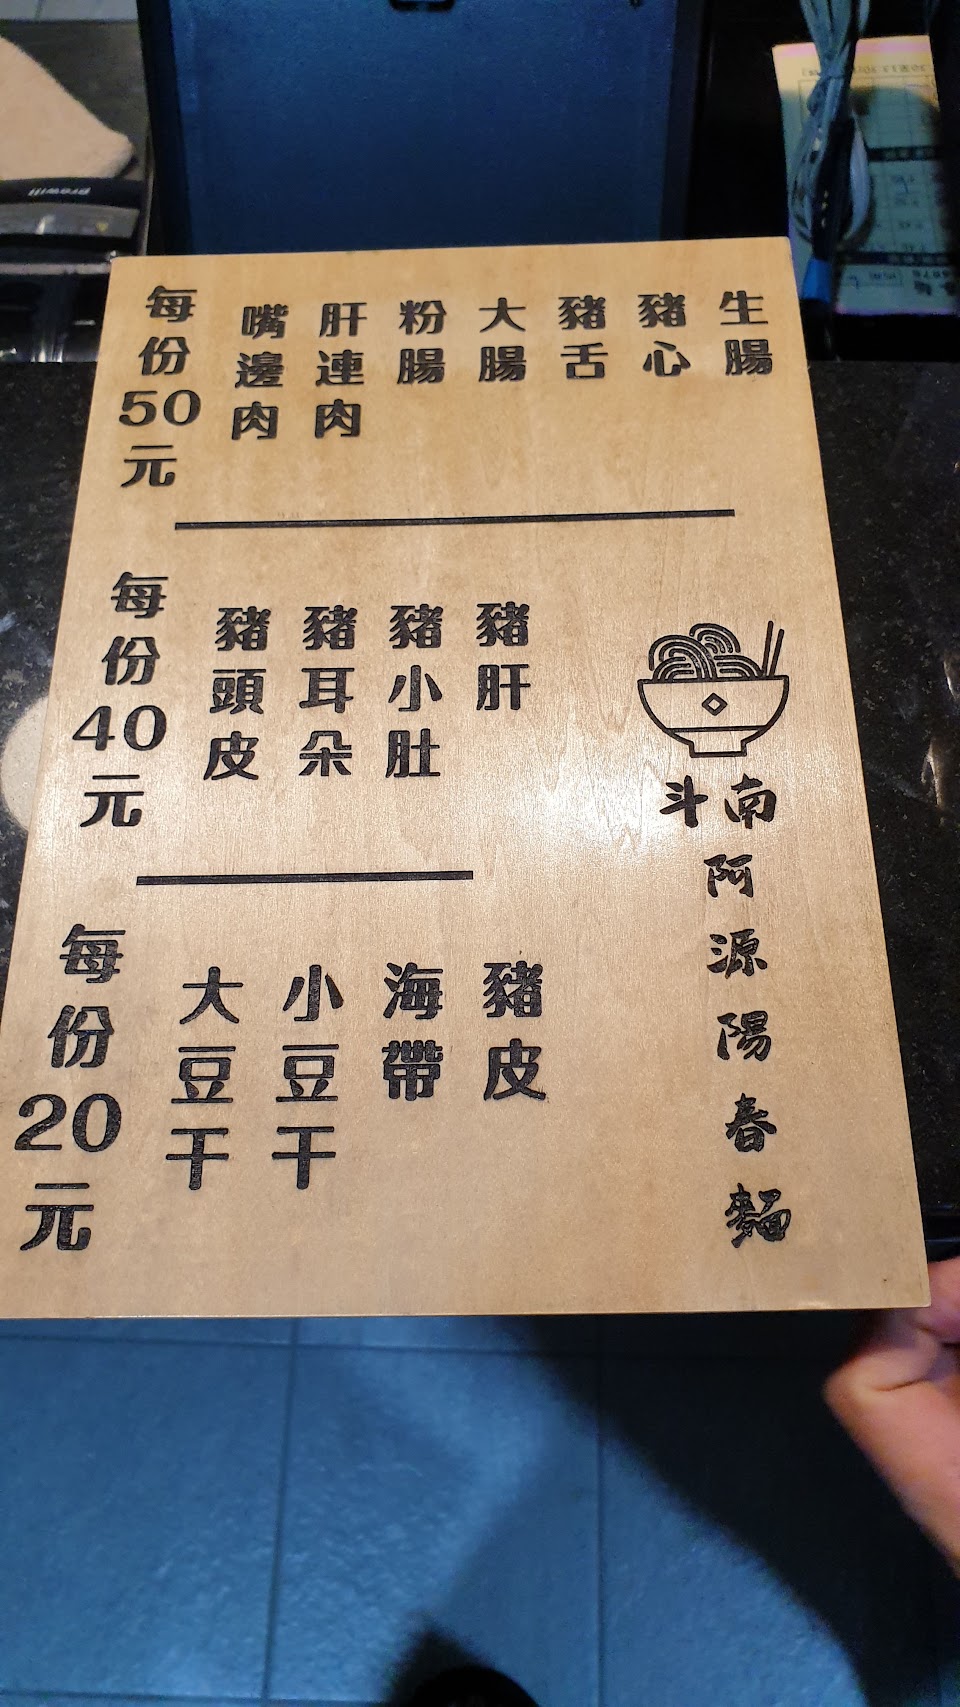 每份50元
嘴邊肉
肝連肉
粉腸
大腸
豬舌
豬心
生腸
每份40元
豬頭皮
豬耳朵
豬小肚
豬肝
每份20元
大豆干
小豆干
海帶
豬皮
斗南
阿源陽春麵